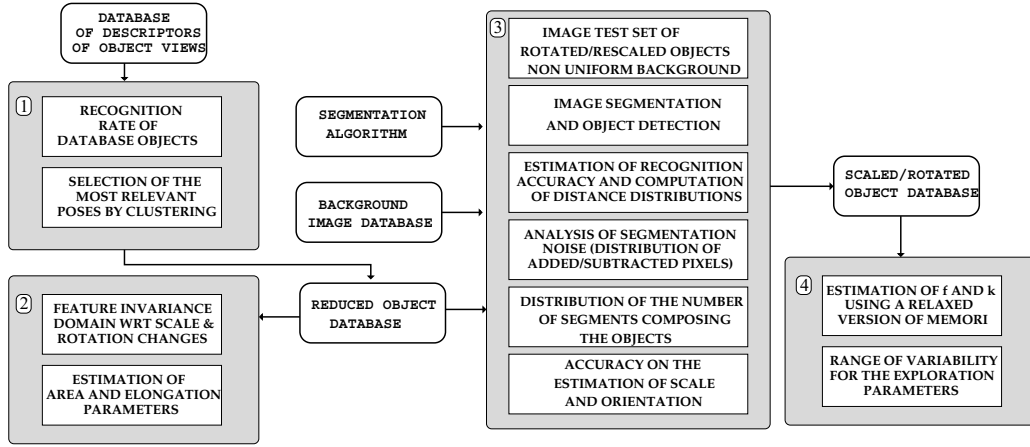 DATABASE
OF DESCRIPTORS
OF OBJECT VIEWS
1
RECOGNITION
RATE OF
DATABASE OBJECTS
SELECTION OF THE
MOST RELEVANT
POSES BY CLUSTERING
2
FEATURE INVARIANCE
DOMAIN WRT SCALE &
ROTATION CHANGES
ESTIMATION OF
AREA AND ELONGATION
PARAMETERS
SEGMENTATION
ALGORITHM
BACKGROUND
IMAGE DATABASE
REDUCED OBJECT
DATABASE
3
IMAGE TEST SET OF
ROTATED/RESCALED OBJECTS
NON UNIFORM BACKGROUND
IMAGE SEGMENTATION
AND OBJECT DETECTION
ESTIMATION OF RECOGNITION
ACCURACY AND COMPUTATION
OF DISTANCE DISTRIBUTIONS
ANALYSIS OF SEGMENTATION
NOISE (DISTRIBUTION OF
ADDED/SUBTRACTED PIXELS)
DISTRIBUTION OF THE NUMBER
OF SEGMENTS COMPOSING
THE OBJECTS
ACCURACY ON THE
ESTIMATION OF SCALE
AND ORIENTATION
SCALED/ROTATED
OBJECT DATABASE
4
ESTIMATION OF f AND k
USING A RELAXED
VERSION OF MEMORI
RANGE OF VARIABILITY
FOR THE EXPLORATION
PARAMETERS